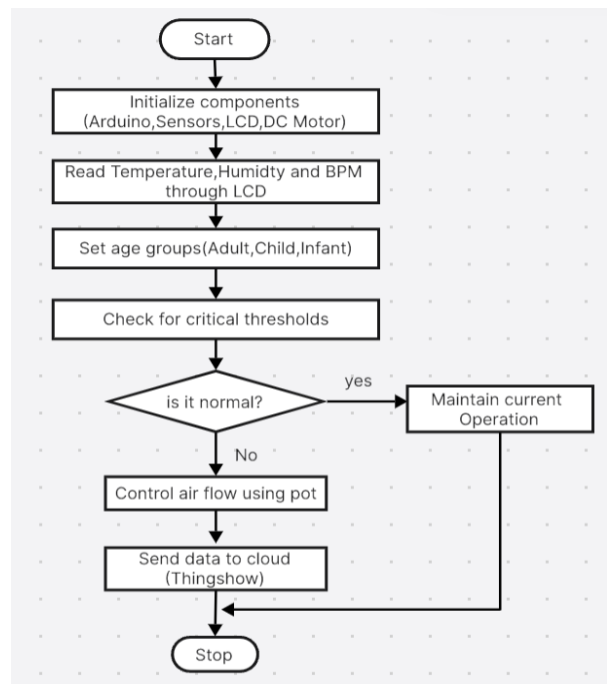 Start
Initialize components
(Arduino,Sensors,LCD,DC Motor)
Read Temperature,Humidty and BPM
through LCD
Set age groups(Adult,Child,Infant)
Check for critical thresholds
is it normal?
yes
Maintain current
Operation
No
Control air flow using pot
Send data to cloud
(Thingshow)
Stop